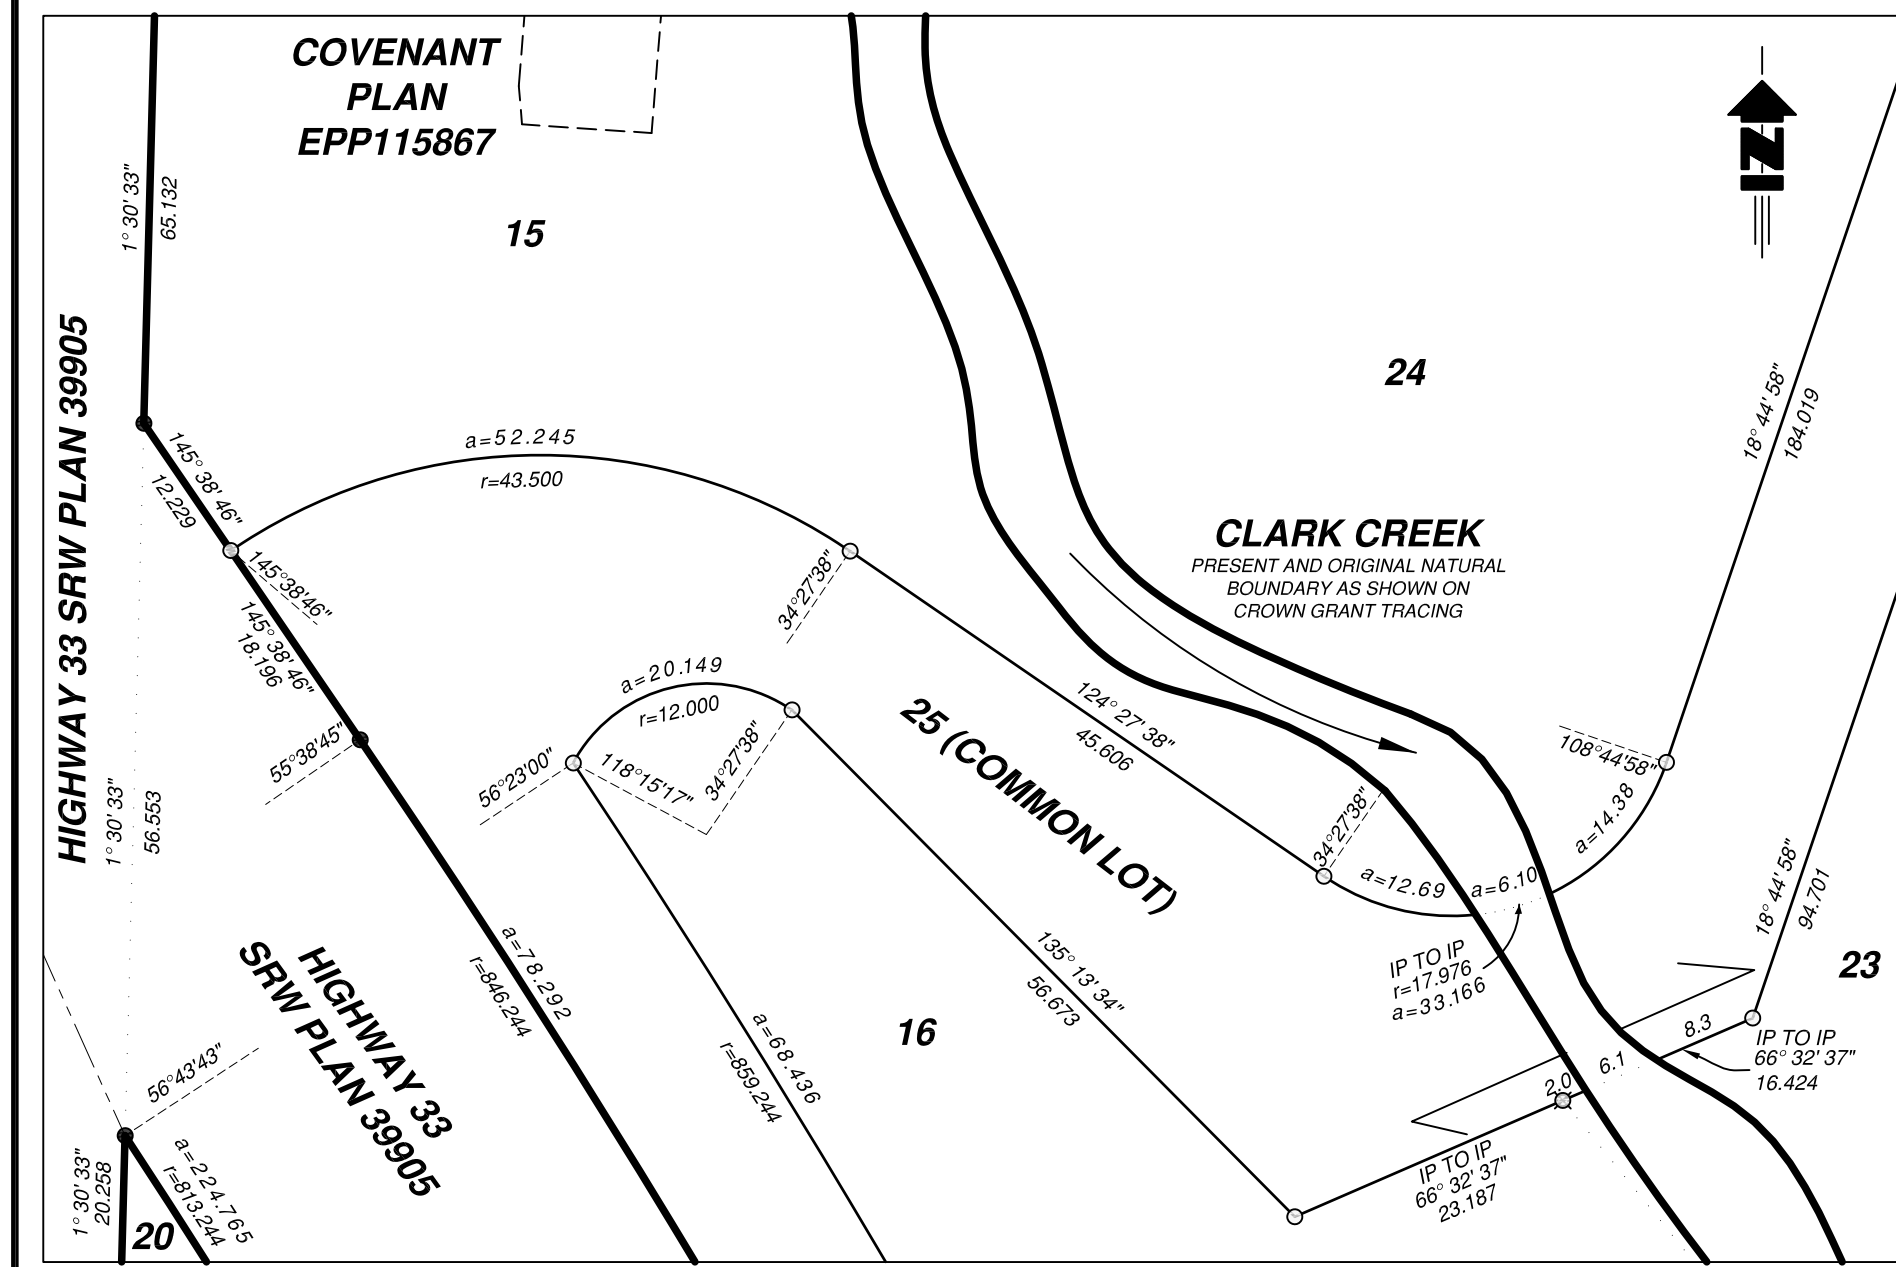 COVENANT
PLAN
EPP115867
N
1° 30' 33"
65.132
15
HIGHWAY 33 SRW PLAN 39905
24
18° 44' 58"
184.019
145° 38' 46"
12.229
a=52.245
r=43.500
CLARK CREEK
PRESENT AND ORIGINAL NATURAL
BOUNDARY AS SHOWN ON
CROWN GRANT TRACING
145°38'46"
34°27'38"
145° 38' 46"
18.196
a=20.149
r=12.000
124° 27' 38"
45.606
25 (COMMON LOT)
108°44'58"
55°38'45"
56°23'00"
118°15'17"
34°27'38"
1° 30' 33"
56.553
34°27'38"
a=14.38
a=12.69
a=6.10
18° 44' 58"
94.701
23
a=78.292
r=846.244
135° 13' 34"
56.673
IP TO IP
r=17.976
a=33.166
HIGHWAY 33
SRW PLAN 39905
a=68.436
r=859.244
16
8.3
IP TO IP
66° 32' 37"
16.424
6.1
2.0
56°43'43"
IP TO IP
66° 32' 37"
23.187
1° 30' 33"
20.258
a=224.765
r=813.244
20